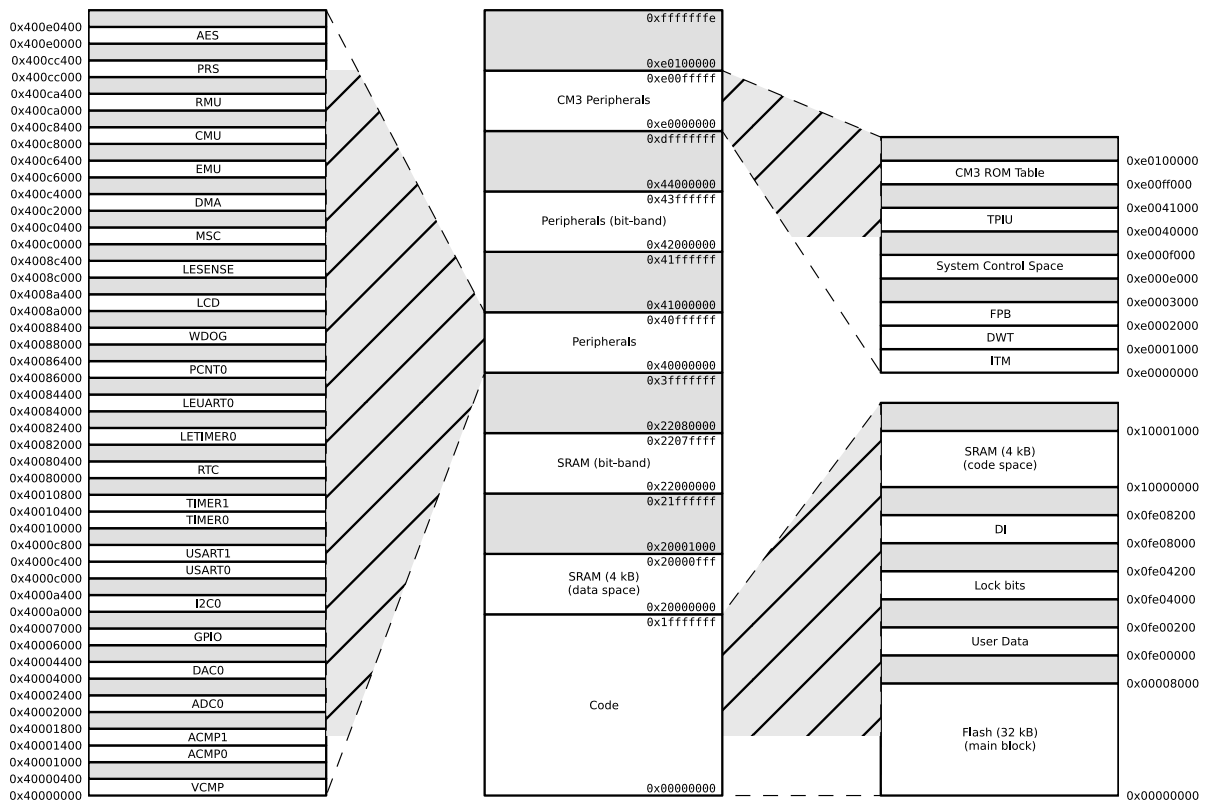 0x400e0400
AES
0x400e0000
0x400cc400
PRS
0x400cc000
0x400ca400
RMU
0x400ca000
0x400c8400
CMU
0x400c8000
0x400c6400
EMU
0x400c6000
0x400c4000
DMA
0x400c2000
0x400c0400
MSC
0x400c0000
0x4008c400
LESENSE
0x4008c000
0x4008a400
LCD
0x4008a000
0x40088400
WDOG
0x40088000
0x40086400
PCNT0
0x40086000
0x40084400
LEUART0
0x40084000
0x40082400
LETIMER0
0x40082000
0x40080400
RTC
0x40080000
0x40010800
TIMER1
0x40010400
TIMER0
0x40010000
0x4000c800
USART1
0x4000c400
USART0
0x4000c000
0x4000a400
I2C0
0x4000a000
0x40007000
GPIO
0x40006000
0x40004400
DAC0
0x40004000
0x40002400
ADC0
0x40002000
0x40001800
ACMP1
0x40001400
ACMP0
0x40001000
0x40000400
VCMP
0x40000000
0xfffffffe
0xe0100000
0xe00fffff
CM3 Peripherals
0xe0000000
0xdfffffff
0x44000000
0x43ffffff
Peripherals (bit-band)
0x42000000
0x41ffffff
0x41000000
0x40ffffff
Peripherals
0x40000000
0x3fffffff
0x22080000
0x2207ffff
SRAM (bit-band)
0x22000000
0x21ffffff
0x20001000
0x20000fff
SRAM (4 kB)
(data space)
0x20000000
0x1fffffff
Code
0x00000000
0xe0100000
CM3 ROM Table
0xe00ff000
0xe0041000
TPIU
0xe0040000
0xe000f000
System Control Space
0xe000e000
0xe0003000
FPB
0xe0002000
DWT
0xe0001000
ITM
0xe0000000
0x10001000
SRAM (4 kB)
(code space)
0x10000000
0x0fe08200
DI
0x0fe08000
0x0fe04200
Lock bits
0x0fe04000
0x0fe00200
User Data
0x0fe00000
0x00008000
Flash (32 kB)
(main block)
0x00000000